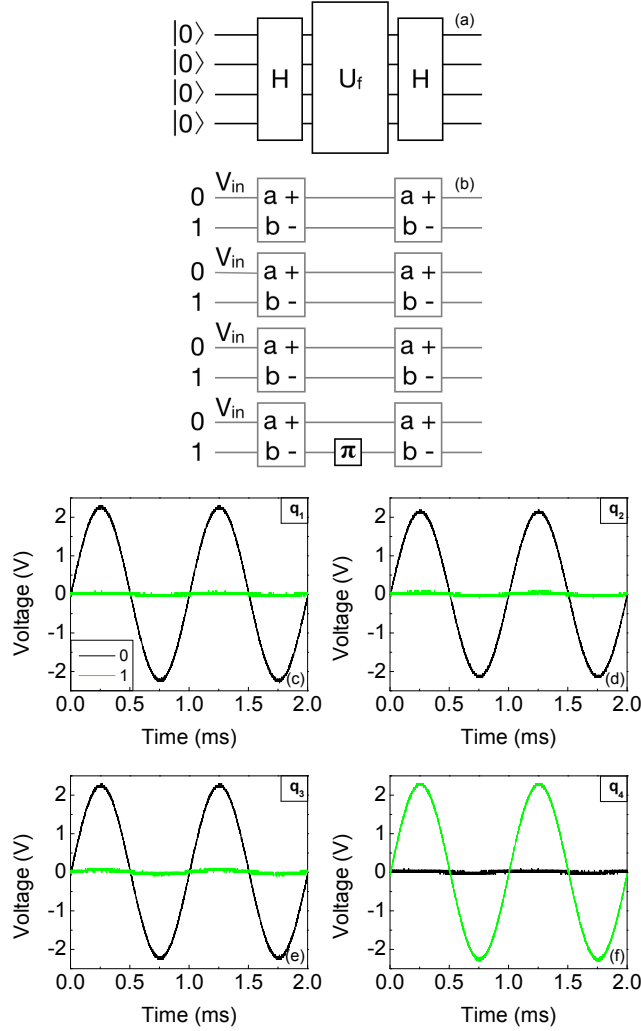 (a)
|0⟩
|0⟩
|0⟩
|0⟩
H
U_f
H
(b)
V_in
0
1
a +
b -
a +
b -
V_in
0
1
a +
b -
a +
b -
V_in
0
1
a +
b -
a +
b -
V_in
0
1
a +
b -
π
a +
b -
q₁
2
1
0
-1
-2
Voltage (V)
0
1
(c)
0.0 0.5 1.0 1.5 2.0
Time (ms)
q₂
2
1
0
-1
-2
Voltage (V)
(d)
0.0 0.5 1.0 1.5 2.0
Time (ms)
q₃
2
1
0
-1
-2
Voltage (V)
(e)
0.0 0.5 1.0 1.5 2.0
Time (ms)
q₄
2
1
0
-1
-2
Voltage (V)
(f)
0.0 0.5 1.0 1.5 2.0
Time (ms)